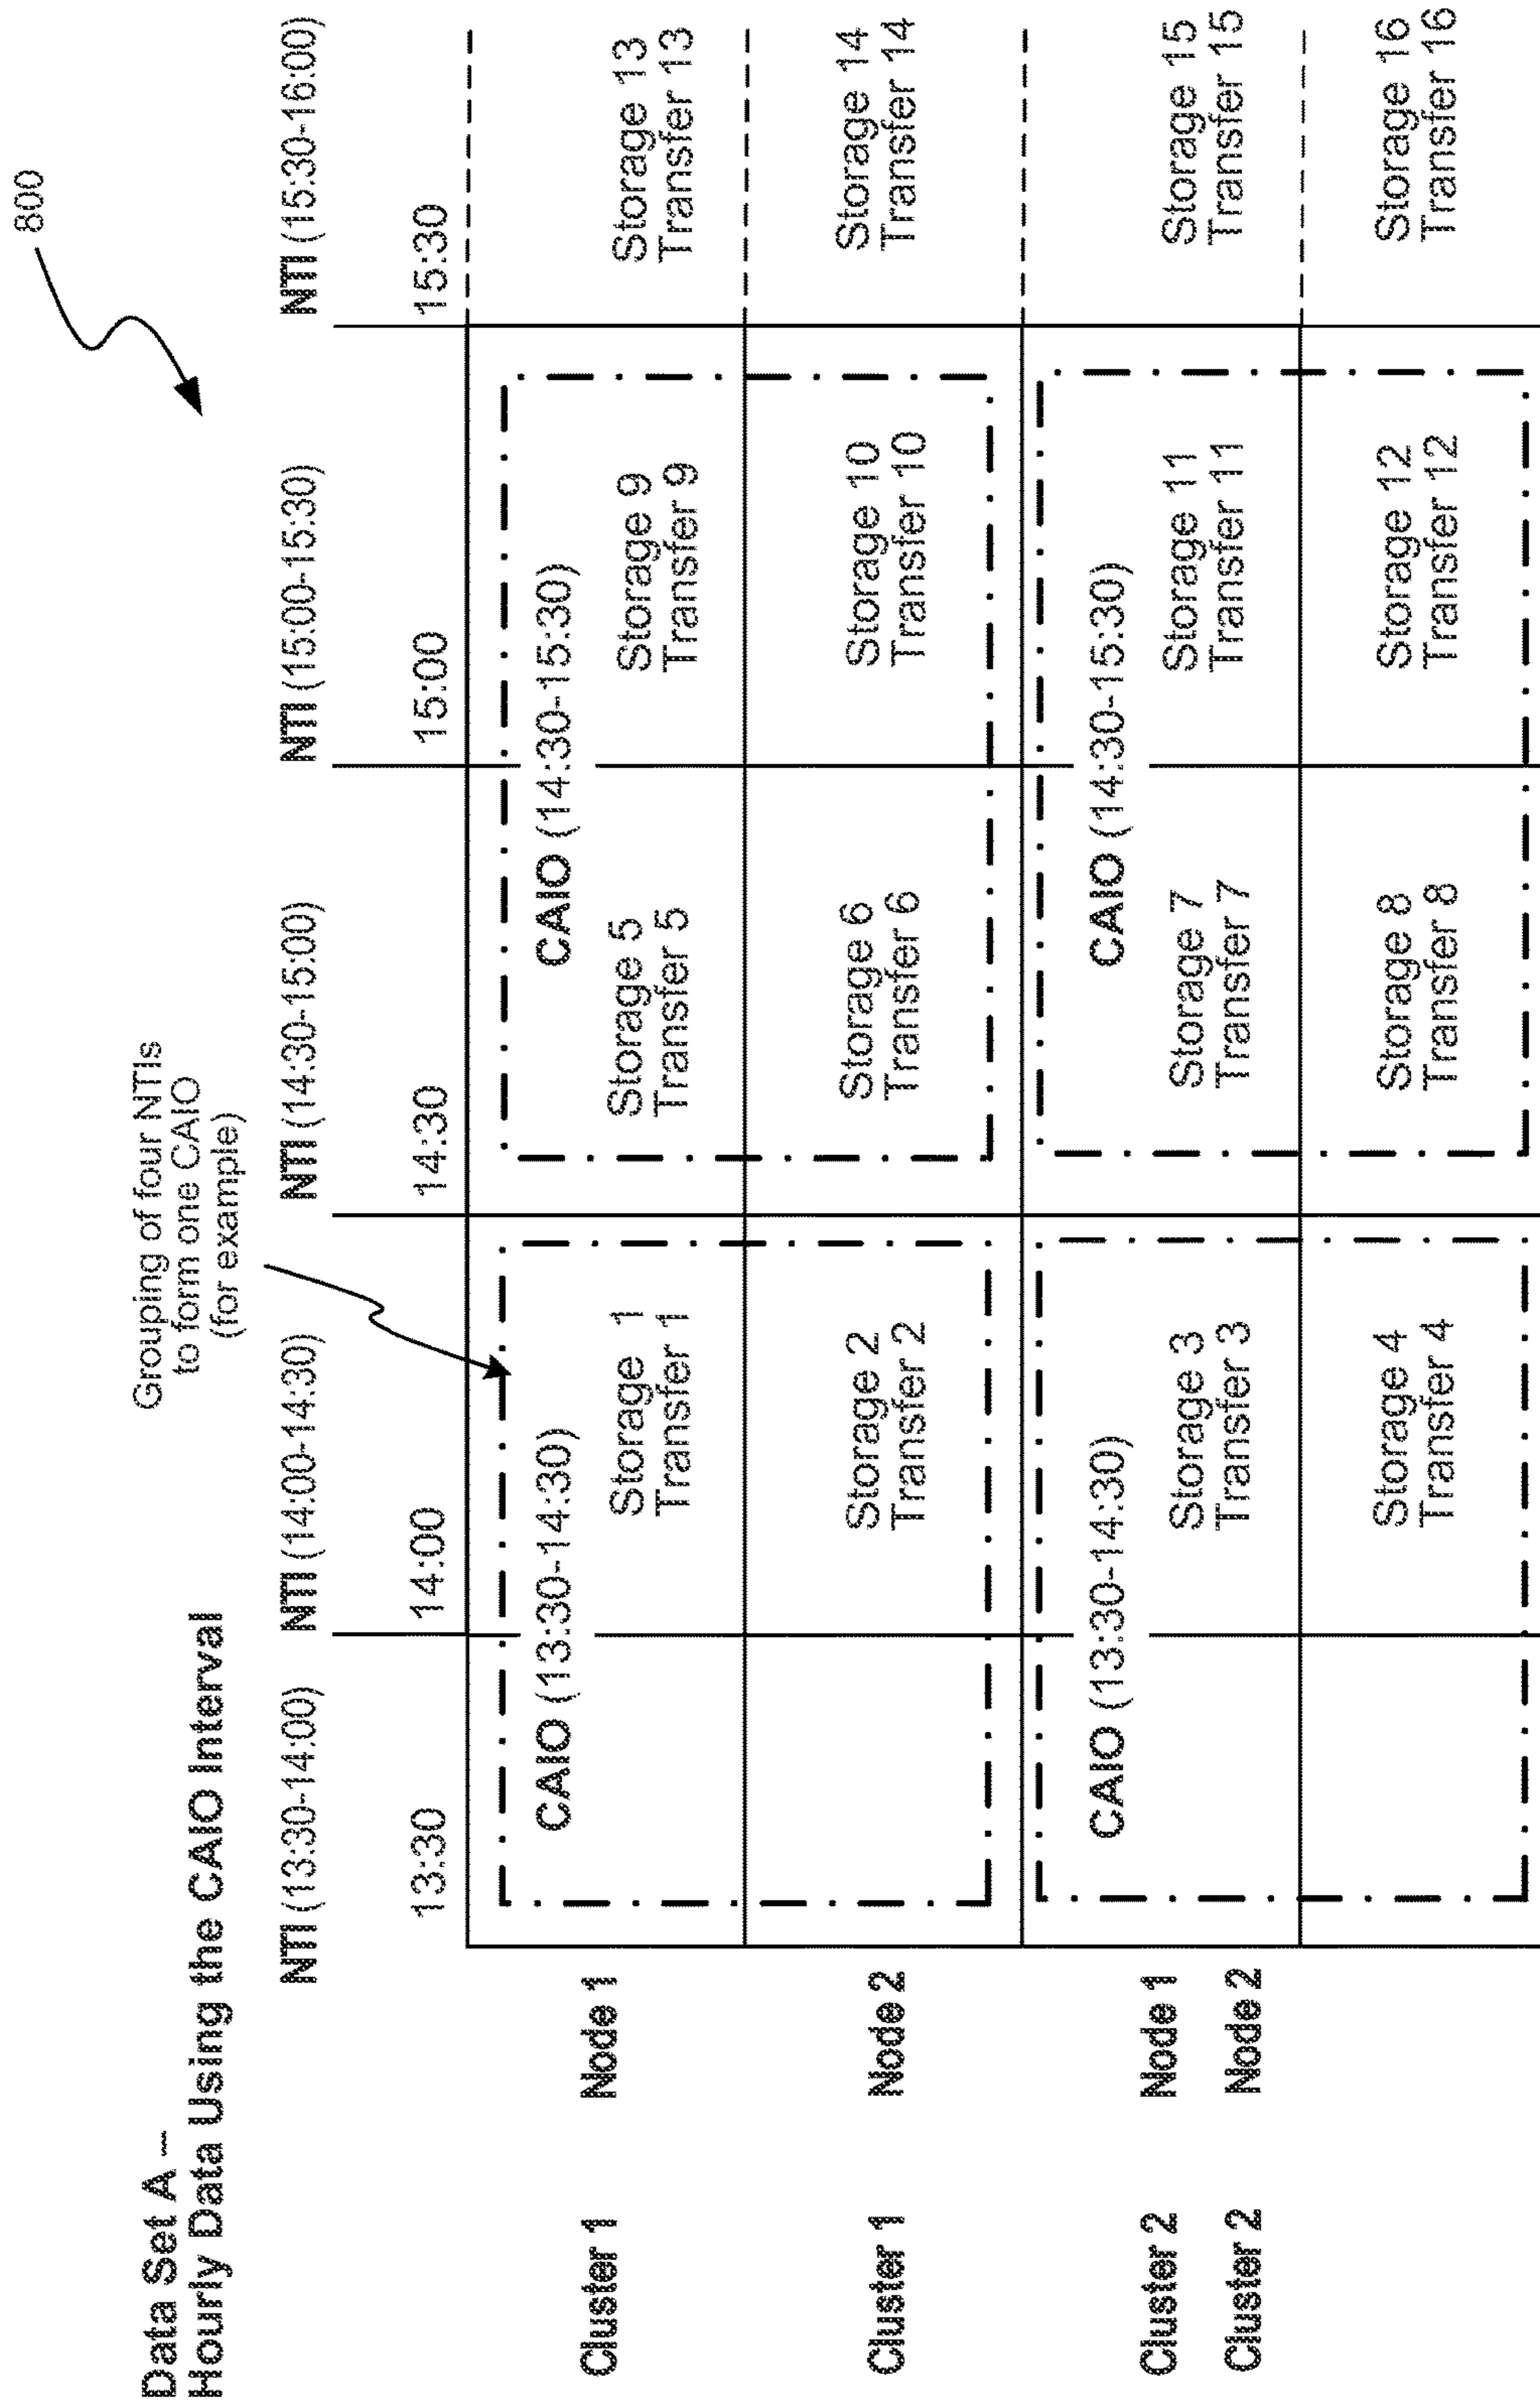 800
Data Set A –
Hourly Data Using the CAIO Interval
Grouping of four NTIs
to form one CAIO
(for example)
NTI (13:30-14:00)
NTI (14:00-14:30)
NTI (14:30-15:00)
NTI (15:00-15:30)
NTI (15:30-16:00)
13:30
14:00
14:30
15:00
15:30
CAIO (13:30-14:30)
CAIO (14:30-15:30)
Cluster 1 Node 1
Storage 1
Transfer 1
Storage 5
Transfer 5
Storage 9
Transfer 9
Storage 13
Transfer 13
Cluster 1 Node 2
Storage 2
Transfer 2
Storage 6
Transfer 6
Storage 10
Transfer 10
Storage 14
Transfer 14
CAIO (13:30-14:30)
CAIO (14:30-15:30)
Cluster 2 Node 1
Cluster 2 Node 2
Storage 3
Transfer 3
Storage 7
Transfer 7
Storage 11
Transfer 11
Storage 15
Transfer 15
Storage 4
Transfer 4
Storage 8
Transfer 8
Storage 12
Transfer 12
Storage 16
Transfer 16